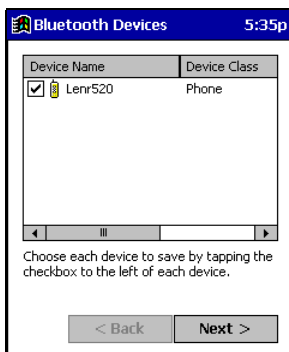 Bluetooth Devices 5:35p
Device Name Device Class
Lenr520 Phone
Choose each device to save by tapping the
checkbox to the left of each device.
< Back Next >